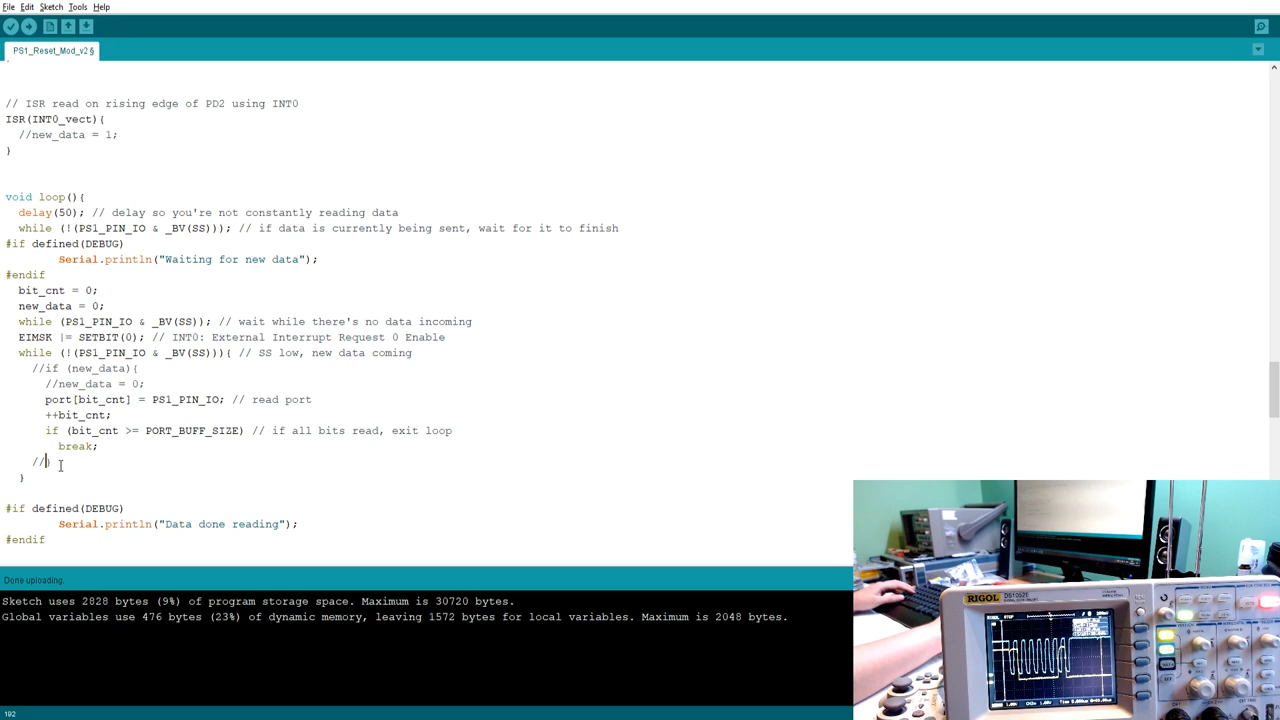 File Edit Sketch Tools Help
PS1_Reset_Mod_v2 §
// ISR read on rising edge of PD2 using INT0
ISR(INT0_vect){
//new_data = 1;
}
void loop(){
delay(50); // delay so you're not constantly reading data
while (!(PS1_PIN_IO & _BV(SS))); // if data is currently being sent, wait for it to finish
#if defined(DEBUG)
Serial.println("Waiting for new data");
#endif
bit_cnt = 0;
new_data = 0;
while (PS1_PIN_IO & _BV(SS)); // wait while there's no data incoming
EIMSK |= SETBIT(0); // INT0: External Interrupt Request 0 Enable
while (!(PS1_PIN_IO & _BV(SS))){ // SS low, new data coming
//if (new_data){
//new_data = 0;
port[bit_cnt] = PS1_PIN_IO; // read port
++bit_cnt;
if (bit_cnt >= PORT_BUFF_SIZE) // if all bits read, exit loop
break;
//}
}
#if defined(DEBUG)
Serial.println("Data done reading");
#endif
Done uploading.
Sketch uses 2828 bytes (9%) of program storage space. Maximum is 30720 bytes.
Global variables use 476 bytes (23%) of dynamic memory, leaving 1572 bytes for local variables. Maximum is 2048 bytes.
192
RIGOL